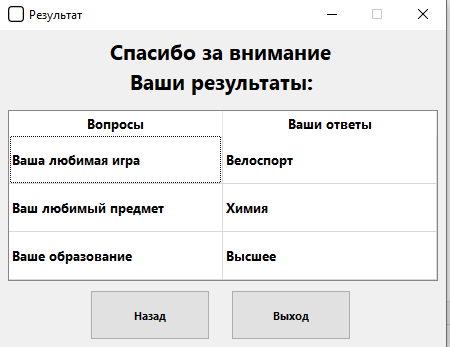 Результат
Спасибо за внимание
Ваши результаты:
Вопросы Ваши ответы
Ваша любимая игра Велоспорт
Ваш любимый предмет Химия
Ваше образование Высшее
Назад Выход